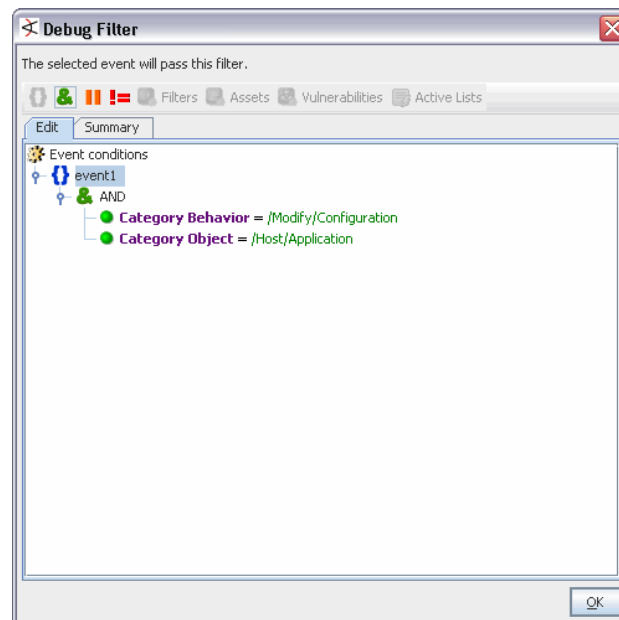 Debug Filter
The selected event will pass this filter.
{} & || != Filters Assets Vulnerabilities Active Lists
Edit Summary
Event conditions
{} event1
& AND
Category Behavior = /Modify/Configuration
Category Object = /Host/Application
OK